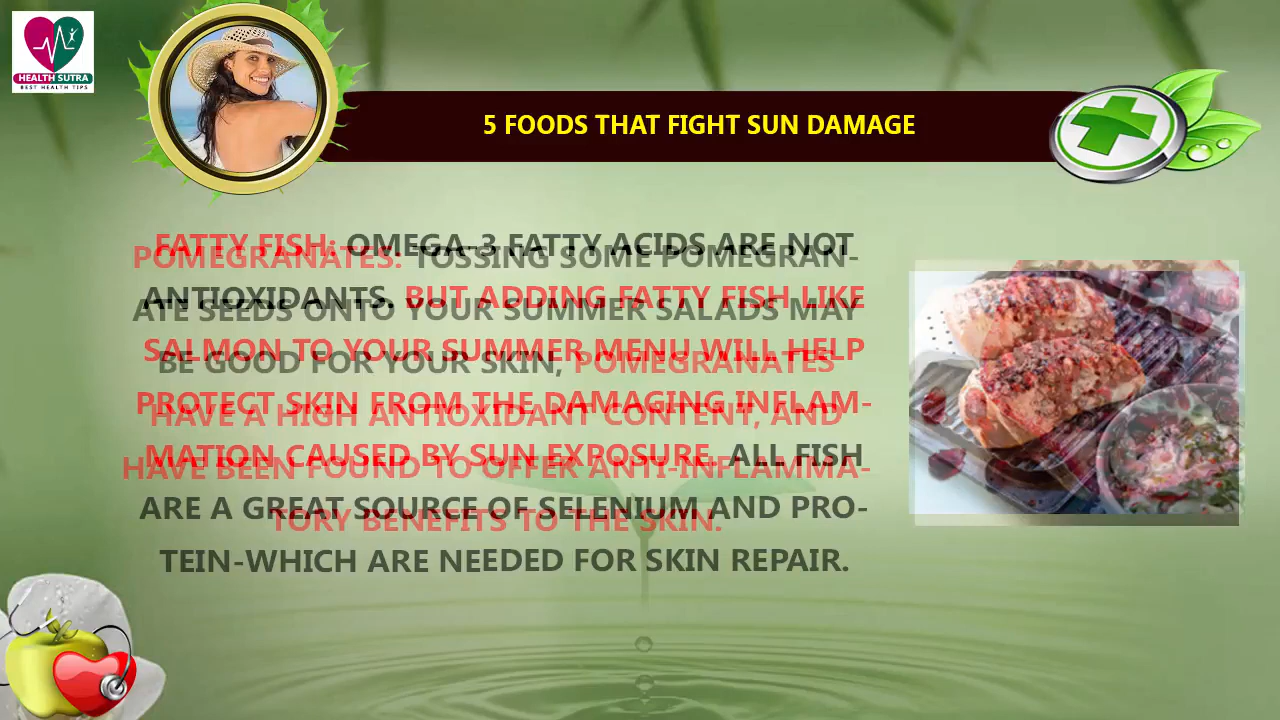 HEALTH SUTRA
BEST HEALTH TIPS
5 FOODS THAT FIGHT SUN DAMAGE
FATTY FISH: OMEGA-3 FATTY ACIDS ARE NOT
ANTIOXIDANTS. BUT ADDING FATTY FISH LIKE
SALMON TO YOUR SUMMER MENU WILL HELP
PROTECT SKIN FROM THE DAMAGING INFLAM-
MATION CAUSED BY SUN EXPOSURE. ALL FISH
ARE A GREAT SOURCE OF SELENIUM AND PRO-
TEIN-WHICH ARE NEEDED FOR SKIN REPAIR.
POMEGRANATES: TOSSING SOME POMEGRAN-
ATE SEEDS ONTO YOUR SUMMER SALADS MAY
BE GOOD FOR YOUR SKIN, POMEGRANATES
HAVE A HIGH ANTIOXIDANT CONTENT, AND
HAVE BEEN FOUND TO OFFER ANTI-INFLAMMA-
TORY BENEFITS TO THE SKIN.